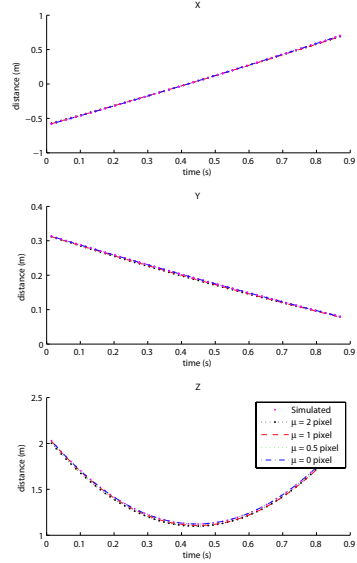 X
1
0.5
0
−0.5
−1
distance (m)
0 0.1 0.2 0.3 0.4 0.5 0.6 0.7 0.8 0.9
time (s)
Y
0.4
0.3
0.2
0.1
0
distance (m)
0 0.1 0.2 0.3 0.4 0.5 0.6 0.7 0.8 0.9
time (s)
Z
2.5
2
1.5
1
distance (m)
0 0.1 0.2 0.3 0.4 0.5 0.6 0.7 0.8 0.9
time (s)
Simulated
μ = 2 pixel
μ = 1 pixel
μ = 0.5 pixel
μ = 0 pixel